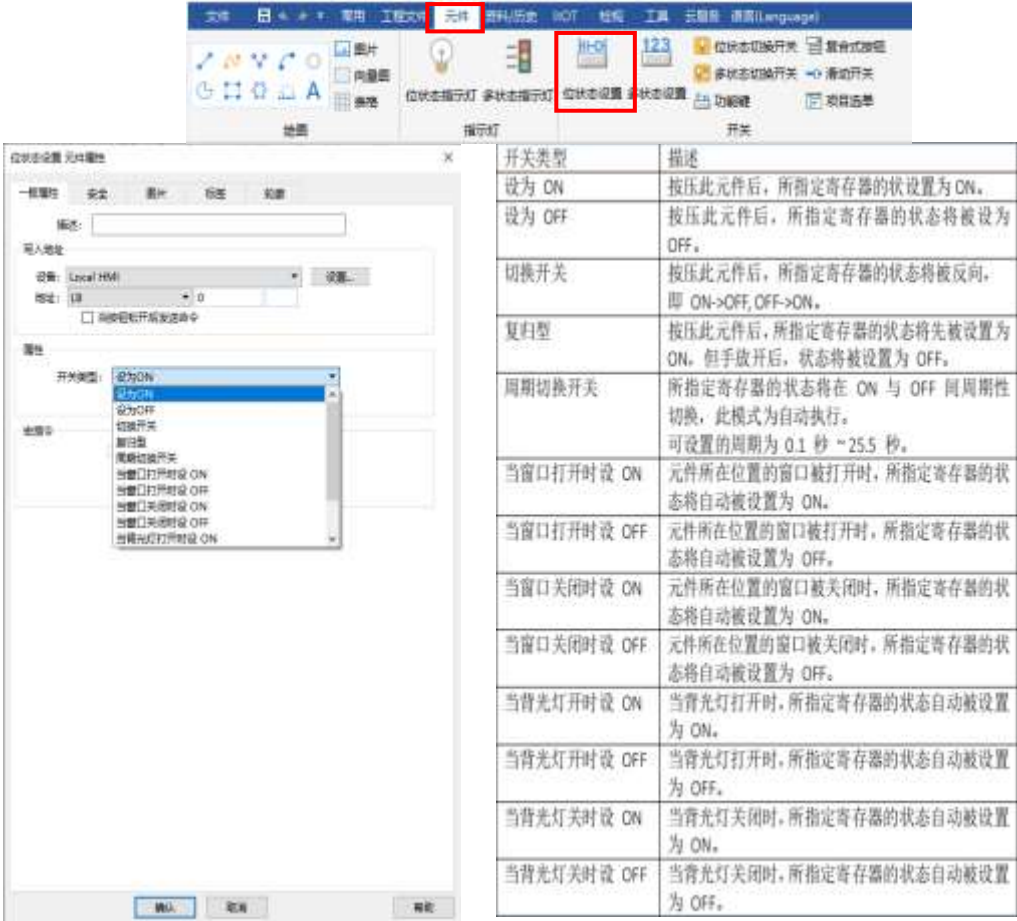 文件 常用 工程文件 元件 资料/历史 IIOT 检视 工具 云服务 语言(Language)
图片
向量图
表格
A
123
位状态指示灯 多状态指示灯 位状态设置 多状态设置
位状态切换开关 复合式按钮
多状态切换开关 滑动开关
功能键 项目选单
绘图 指示灯 开关
位状态设置 元件属性
一般属性 安全 图片 标签 轮廓
描述:
写入地址
设备: Local HMI 设置...
地址: LB 0
当按钮松开后发送命令
属性
开关类型: 设为ON
设为ON
设为OFF
切换开关
复归型
周期切换开关
当窗口打开时设 ON
当窗口打开时设 OFF
当窗口关闭时设 ON
当窗口关闭时设 OFF
当背光灯打开时设 ON
宏指令
确认 取消 帮助
开关类型 描述
设为 ON 按压此元件后，所指定寄存器的状设置为 ON。
设为 OFF 按压此元件后，所指定寄存器的状态将被设为
OFF。
切换开关 按压此元件后，所指定寄存器的状态将被反向，
即 ON->OFF, OFF->ON。
复归型 按压此元件后，所指定寄存器的状态将先被设置为
ON，但手放开后，状态将被设置为 OFF。
周期切换开关 所指定寄存器的状态将在 ON 与 OFF 间周期性
切换，此模式为自动执行。
可设置的周期为 0.1 秒 ~25.5 秒。
当窗口打开时设 ON 元件所在位置的窗口被打开时，所指定寄存器的状
态将自动被设置为 ON。
当窗口打开时设 OFF 元件所在位置的窗口被打开时，所指定寄存器的状
态将自动被设置为 OFF。
当窗口关闭时设 ON 元件所在位置的窗口被关闭时，所指定寄存器的状
态将自动被设置为 ON。
当窗口关闭时设 OFF 元件所在位置的窗口被关闭时，所指定寄存器的状
态将自动被设置为 OFF。
当背光灯开时设 ON 当背光灯打开时，所指定寄存器的状态自动被设置
为 ON。
当背光灯开时设 OFF 当背光灯打开时，所指定寄存器的状态自动被设置
为 OFF。
当背光灯关时设 ON 当背光灯关闭时，所指定寄存器的状态自动被设置
为 ON。
当背光灯关时设 OFF 当背光灯关闭时，所指定寄存器的状态自动被设置
为 OFF。